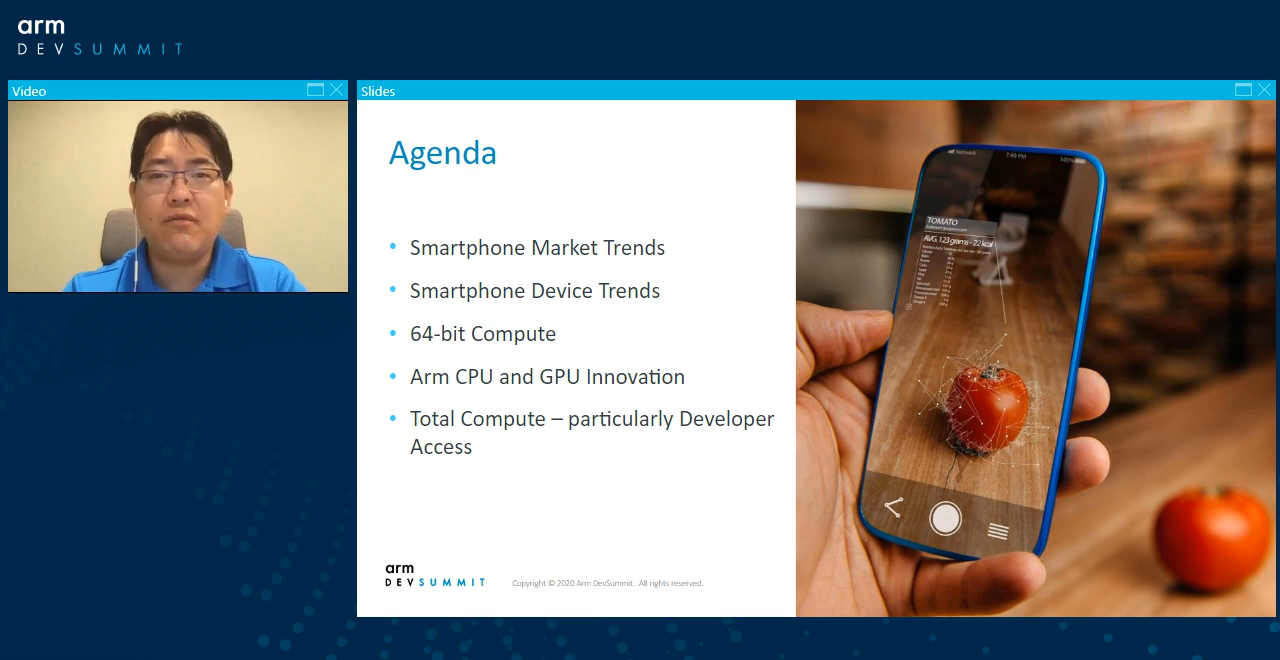 arm
DEVSUMMIT
Video
Slides
Agenda
• Smartphone Market Trends
• Smartphone Device Trends
• 64-bit Compute
• Arm CPU and GPU Innovation
• Total Compute – particularly Developer
Access
arm
DEVSUMMIT
Copyright © 2020 Arm DevSummit. All rights reserved.
Network 7:49 PM 100%
TOMATO
AVG. 123 grams - 22 kcal